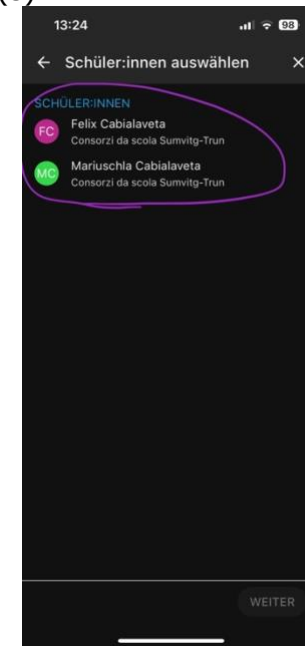 13:24
98
← Schüler:innen auswählen ×
SCHÜLER:INNEN
FC
Felix Cabialaveta
Consorzi da scola Sumvitg-Trun
MC
Mariuschla Cabialaveta
Consorzi da scola Sumvitg-Trun
WEITER